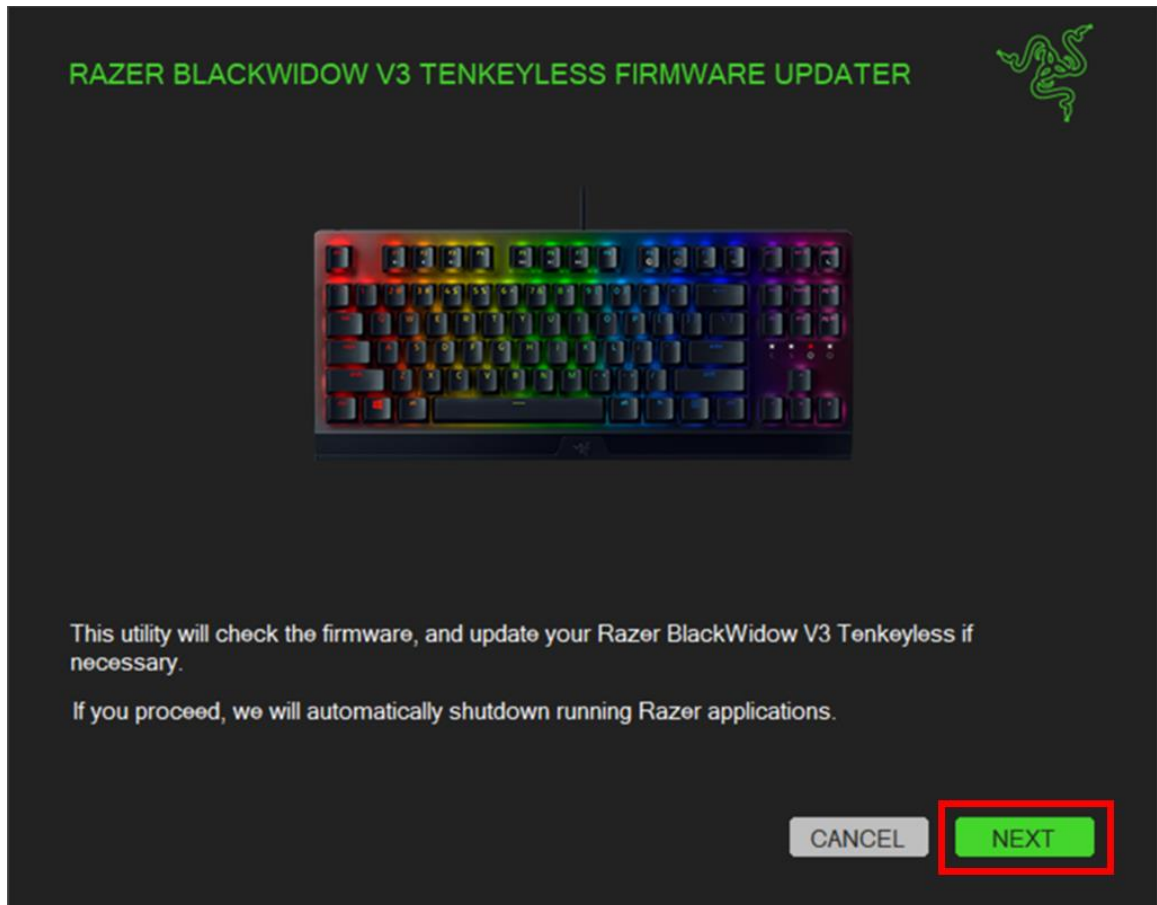 RAZER BLACKWIDOW V3 TENKEYLESS FIRMWARE UPDATER
This utility will check the firmware, and update your Razer BlackWidow V3 Tenkeyless if
necessary.
If you proceed, we will automatically shutdown running Razer applications.
CANCEL
NEXT